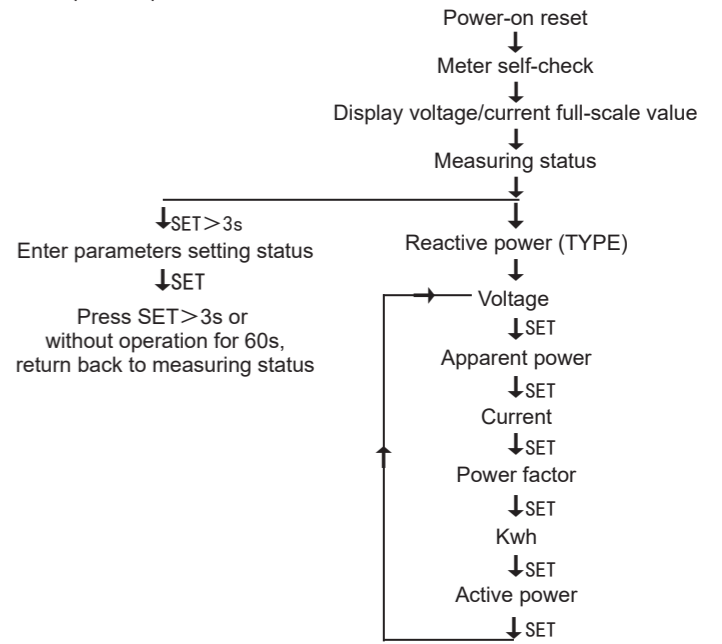 Power-on reset
Meter self-check
Display voltage/current full-scale value
Measuring status
SET>3s
Enter parameters setting status
SET
Press SET>3s or
without operation for 60s,
return back to measuring status
Reactive power (TYPE)
Voltage
SET
Apparent power
SET
Current
SET
Power factor
SET
Kwh
SET
Active power
SET